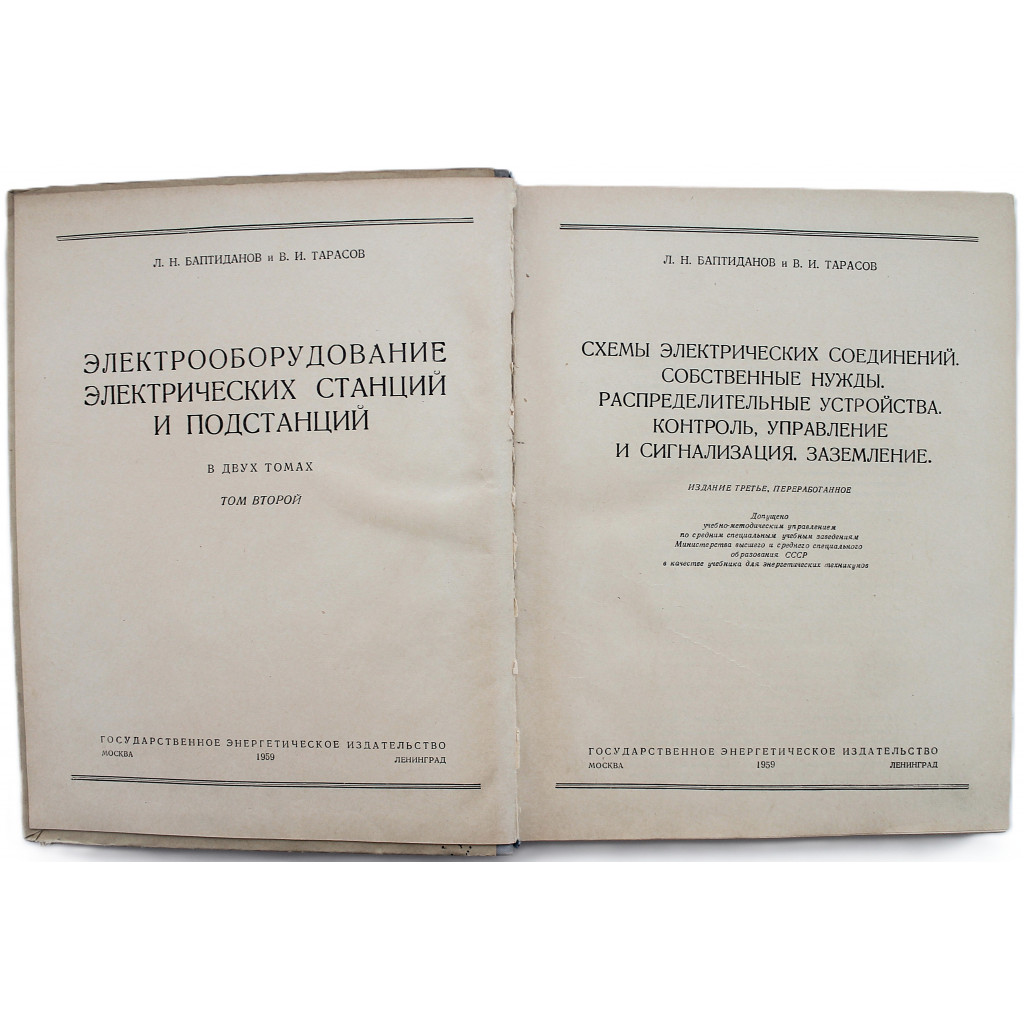 Л. Н. БАПТИДАНОВ и В. И. ТАРАСОВ
ЭЛЕКТРООБОРУДОВАНИЕ
ЭЛЕКТРИЧЕСКИХ СТАНЦИЙ
И ПОДСТАНЦИЙ
В ДВУХ ТОМАХ
ТОМ ВТОРОЙ
ГОСУДАРСТВЕННОЕ ЭНЕРГЕТИЧЕСКОЕ ИЗДАТЕЛЬСТВО
МОСКВА 1959 ЛЕНИНГРАД
Л. Н. БАПТИДАНОВ и В. И. ТАРАСОВ
СХЕМЫ ЭЛЕКТРИЧЕСКИХ СОЕДИНЕНИЙ.
СОБСТВЕННЫЕ НУЖДЫ.
РАСПРЕДЕЛИТЕЛЬНЫЕ УСТРОЙСТВА.
КОНТРОЛЬ, УПРАВЛЕНИЕ
И СИГНАЛИЗАЦИЯ. ЗАЗЕМЛЕНИЕ.
ИЗДАНИЕ ТРЕТЬЕ, ПЕРЕРАБОТАННОЕ
Допущено
учебно-методическим управлением
по средним специальным учебным заведениям
Министерства высшего и среднего специального
образования СССР
в качестве учебника для энергетических техникумов
ГОСУДАРСТВЕННОЕ ЭНЕРГЕТИЧЕСКОЕ ИЗДАТЕЛЬСТВО
МОСКВА 1959 ЛЕНИНГРАД